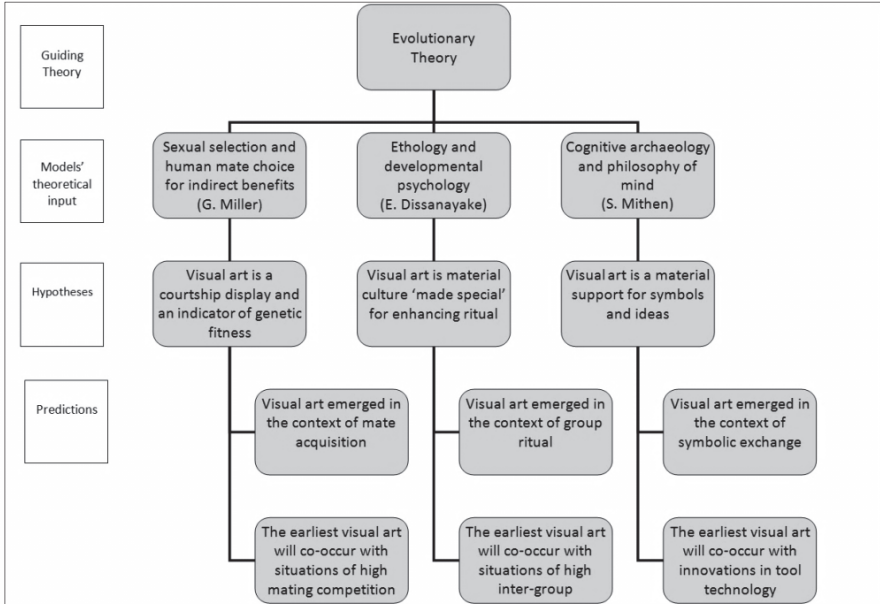 Guiding
Theory
Evolutionary
Theory
Models'
theoretical
input
Sexual selection and
human mate choice
for indirect benefits
(G. Miller)
Ethology and
developmental
psychology
(E. Dissanayake)
Cognitive archaeology
and philosophy of
mind
(S. Mithen)
Hypotheses
Visual art is a
courtship display and
an indicator of genetic
fitness
Visual art is material
culture ‘made special’
for enhancing ritual
Visual art is a material
support for symbols
and ideas
Predictions
Visual art emerged in
the context of mate
acquisition
Visual art emerged in
the context of group
ritual
Visual art emerged in
the context of
symbolic exchange
The earliest visual art
will co-occur with
situations of high
mating competition
The earliest visual art
will co-occur with
situations of high
inter-group
The earliest visual art
will co-occur with
innovations in tool
technology